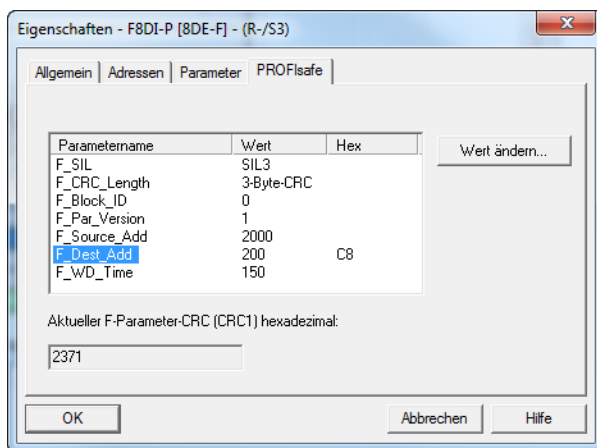 Eigenschaften - F8DI-P [8DE-F] - (R-/S3)
Allgemein Adressen Parameter PROFIsafe
Parametername Wert Hex
Wert ändern...
F_SIL SIL3
F_CRC_Length 3-Byte-CRC
F_Block_ID 0
F_Par_Version 1
F_Source_Add 2000
F_Dest_Add 200 C8
F_WD_Time 150
Aktueller F-Parameter-CRC (CRC1) hexadezimal:
2371
OK Abbrechen Hilfe